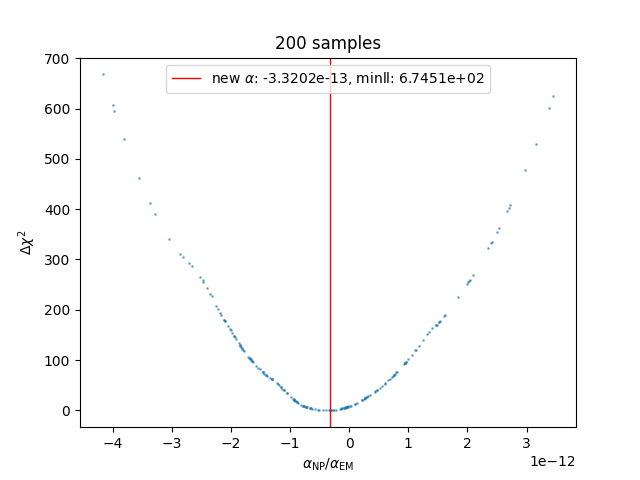 200 samples
new α: -3.3202e-13, minll: 6.7451e+02
700
600
500
400
300
200
100
0
Δχ²
−4 −3 −2 −1 0 1 2 3
1e−12
α_NP/α_EM